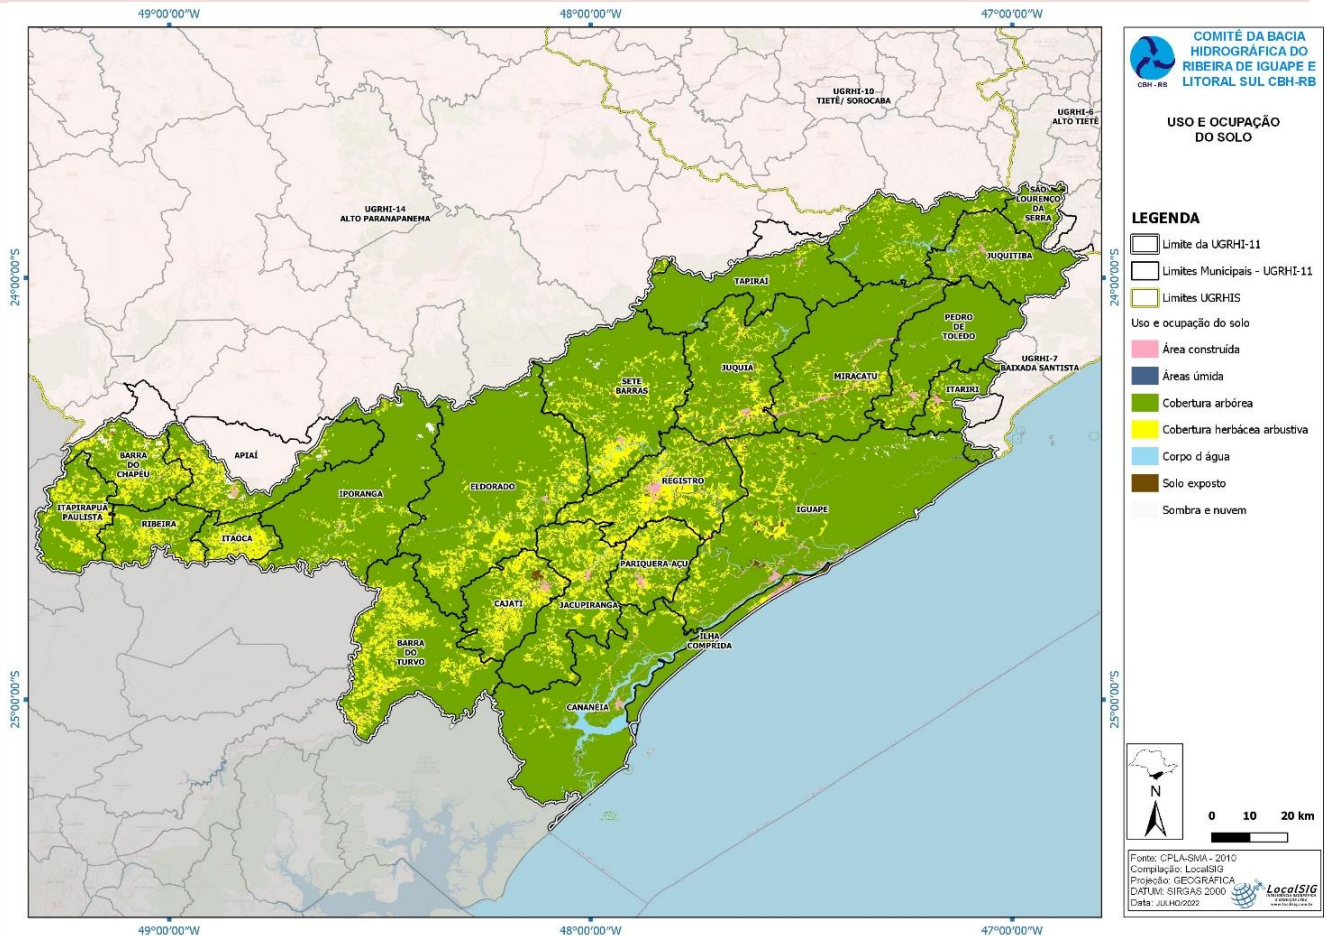 49°00'00"W
48°00'00"W
47°00'00"W
24°00'00"S
25°00'00"S
24°00'00"S
25°00'00"S
49°00'00"W
48°00'00"W
47°00'00"W
UGRHI-10
TIETÊ/ SOROCABA
UGRHI-6
ALTO TIETÊ
UGRHI-14
ALTO PARANAPANEMA
UGRHI-7
BAIXADA SANTISTA
SÃO
LOURENÇO
DA
SERRA
JUQUITIBA
TAPIRAÍ
PEDRO
DE
TOLEDO
JUQUIÁ
MIRACATU
ITARIRI
SETE
BARRAS
APIAÍ
BARRA
DO
CHAPÉU
ITAPIRAPUÃ
PAULISTA
RIBEIRA
ITAÓCA
IPORANGA
ELDORADO
REGISTRO
IGUAPE
PARIQUERA-AÇU
CAJATI
JACUPIRANGA
BARRA
DO
TURVO
ILHA
COMPRIDA
CANANÉIA
CBH - RB
COMITÊ DA BACIA
HIDROGRÁFICA DO
RIBEIRA DE IGUAPE E
LITORAL SUL CBH-RB
USO E OCUPAÇÃO
DO SOLO
LEGENDA
Limite da UGRHI-11
Limites Municipais - UGRHI-11
Limites UGRHIS
Uso e ocupação do solo
Área construída
Áreas úmida
Cobertura arbórea
Cobertura herbácea arbustiva
Corpo d água
Solo exposto
Sombra e nuvem
N
0 10 20 km
Fonte: CPLA-SMA - 2010
Compilação: LocalSIG
Projeção: GEOGRÁFICA
DATUM: SIRGAS 2000
Data: JULHO/2022
LocalSIG